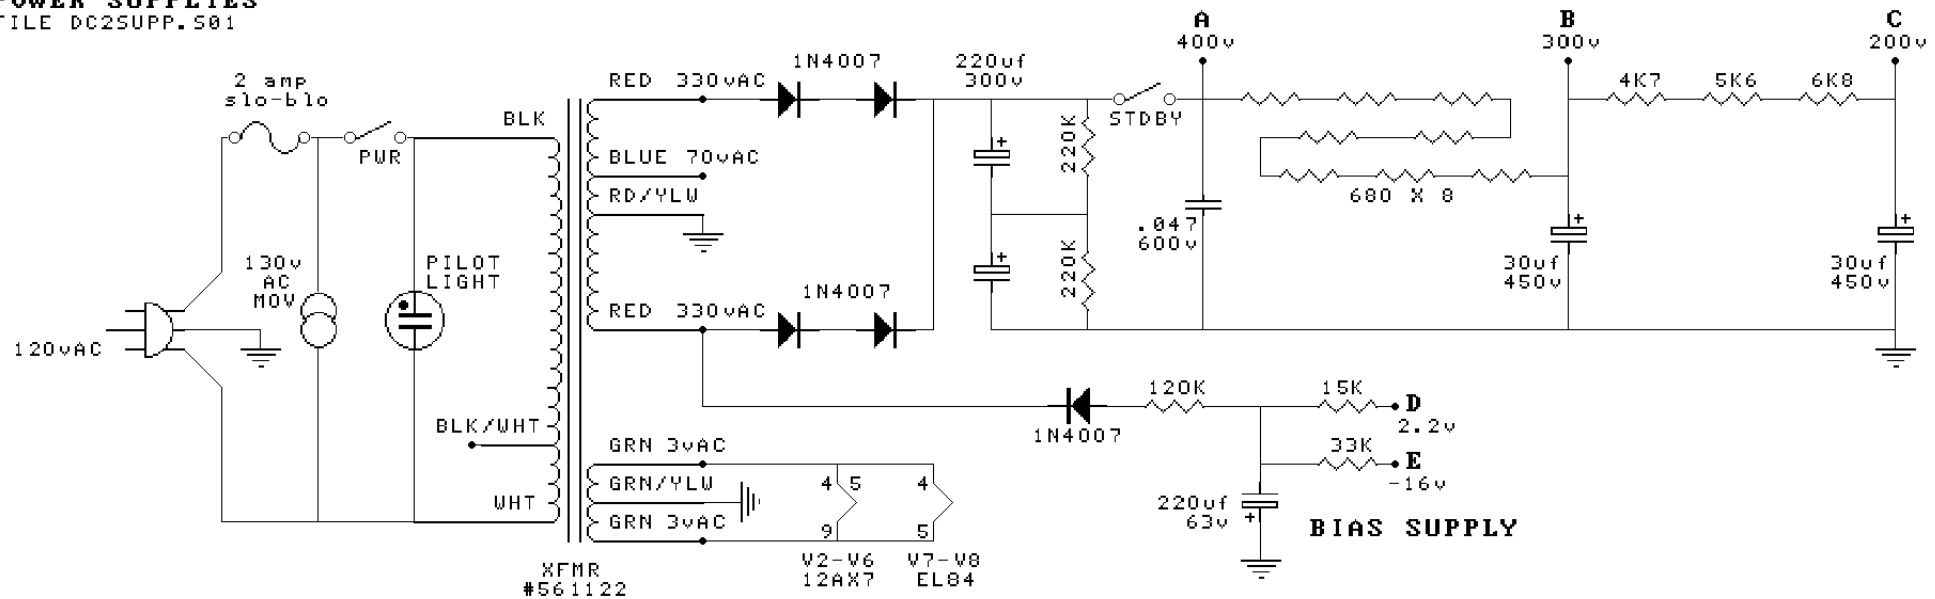 POWER SUPPLIES
FILE DC2SUPP.S01
A
400v
B
300v
C
200v
2 amp
slo-blo
PWR
BLK
RED 330vAC
1N4007
220uf
300v
220K
STDBY
4K7
5K6
6K8
BLUE 70vAC
RD/YLW
680 X 8
.047
600v
220K
130v
AC
MOV
PILOT
LIGHT
30uf
450v
30uf
450v
RED 330vAC
1N4007
120vAC
1N4007
120K
15K
D
2.2v
33K
E
-16v
BLK/WHT
GRN 3vAC
GRN/YLW
GRN 3vAC
WHT
4
5
9
4
5
220uf
63v
BIAS SUPPLY
V2-V6
12AX7
V7-V8
EL84
XFMR
#561122